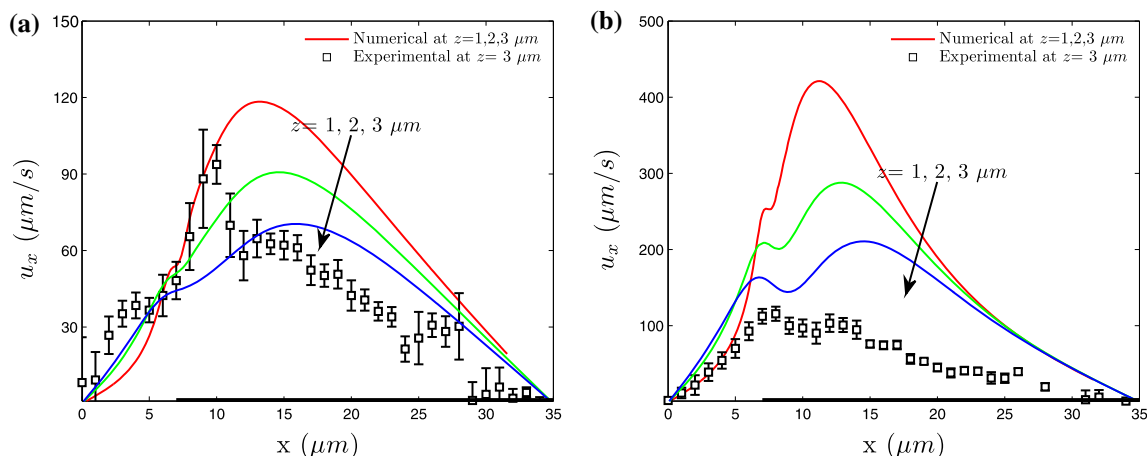 (a)
150
120
90
60
30
0 5 10 15 20 25 30 35
x (μm)
u_x (μm/s)
Numerical at z=1,2,3 μm
Experimental at z= 3 μm
z= 1, 2, 3 μm
(b)
500
400
300
200
100
0 5 10 15 20 25 30 35
x (μm)
u_x (μm/s)
Numerical at z=1,2,3 μm
Experimental at z= 3 μm
z= 1, 2, 3 μm